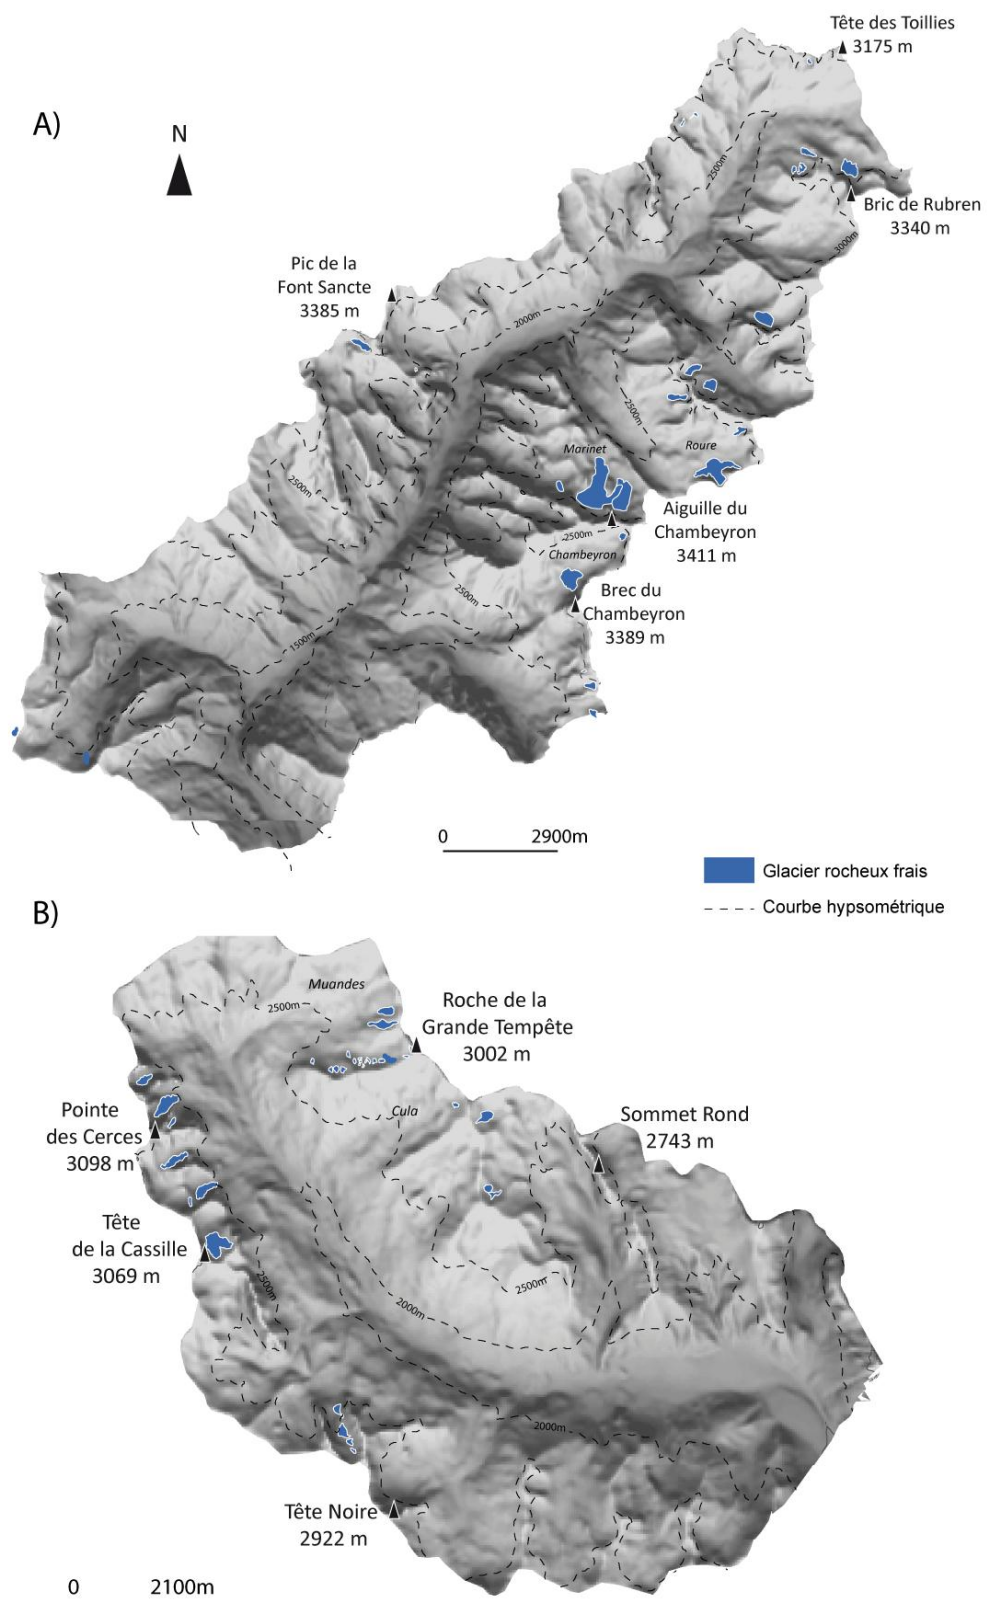 A)
N
Tête des Toillies
3175 m
2500m
Bric de Rubren
3340 m
3000m
Pic de la
Font Sancte
3385 m
2000m
2500m
Marinet
Roure
2500m
Aiguille du
Chambeyron
3411 m
2500m
Chambeyron
2500m
Brec du
Chambeyron
3389 m
1500m
0 2900m
Glacier rocheux frais
Courbe hypsométrique
B)
Muandes
2500m
Roche de la
Grande Tempête
3002 m
Cula
Pointe
des Cerces
3098 m
Sommet Rond
2743 m
Tête
de la Cassille
3069 m
2500m
2500m
2000m
2000m
Tête Noire
2922 m
0 2100m